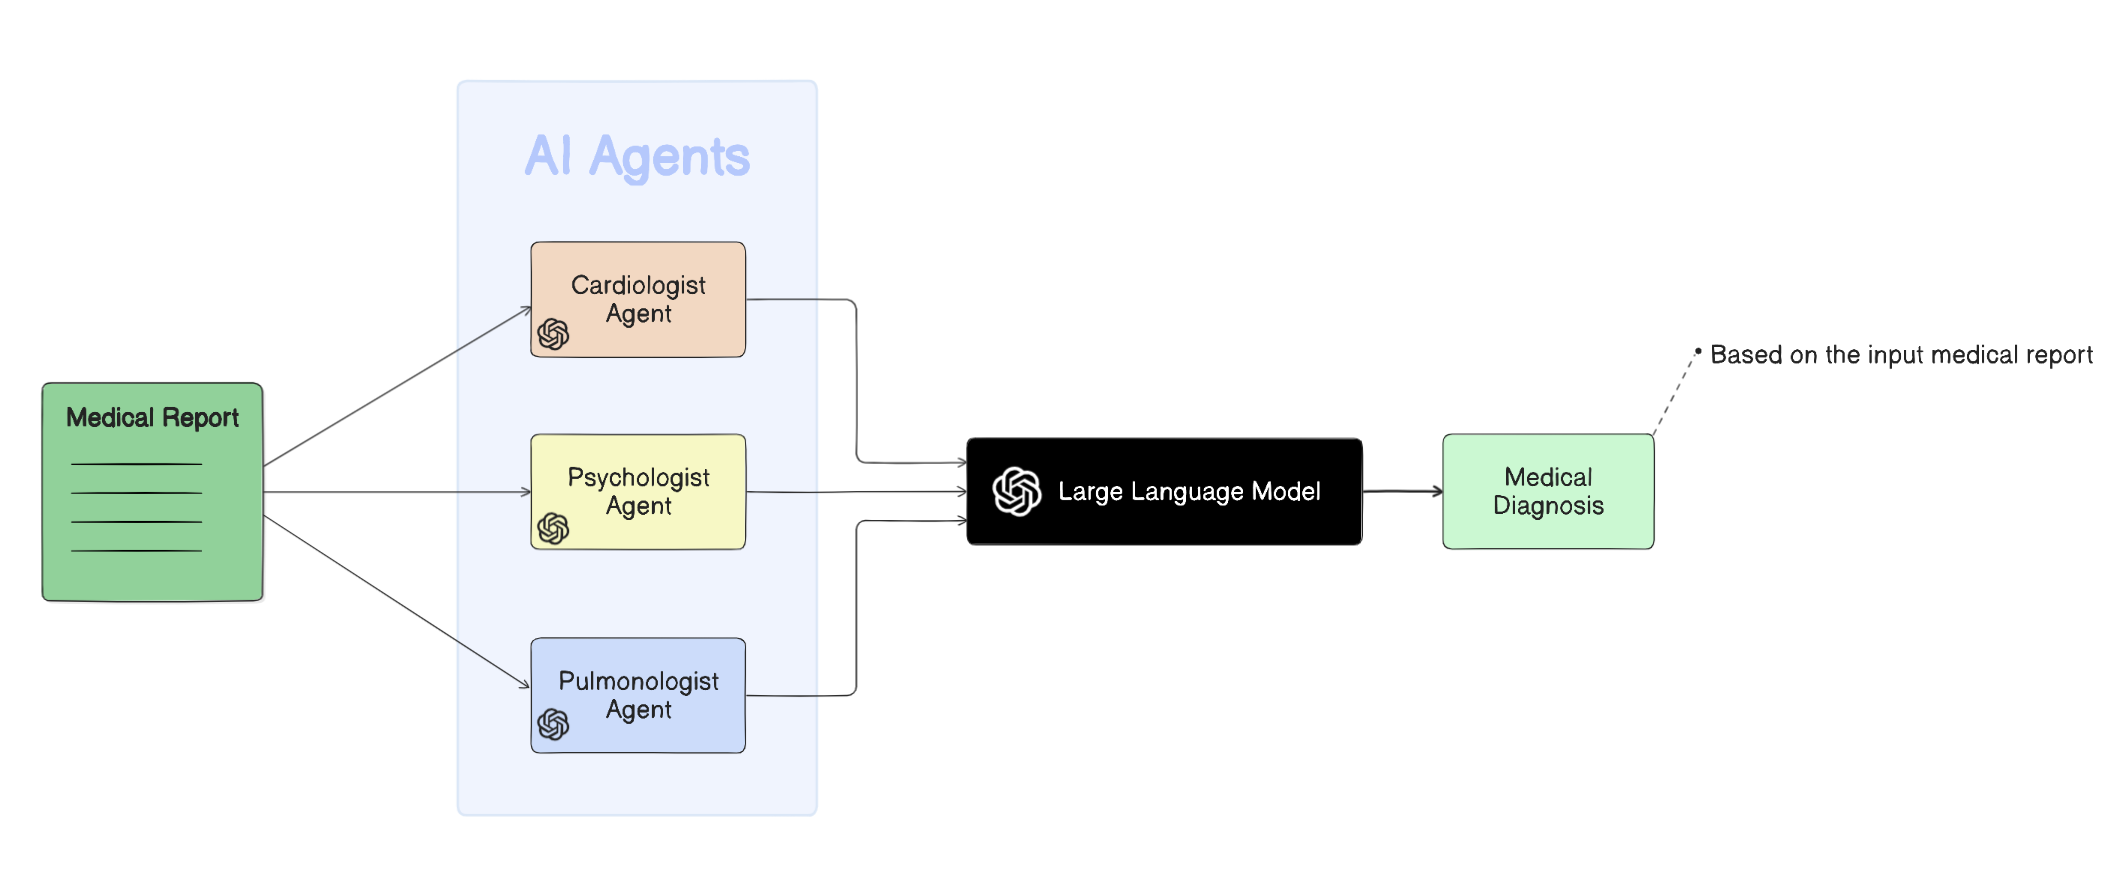 AI Agents
Medical Report
Cardiologist
Agent
Psychologist
Agent
Pulmonologist
Agent
Large Language Model
Medical
Diagnosis
• Based on the input medical report